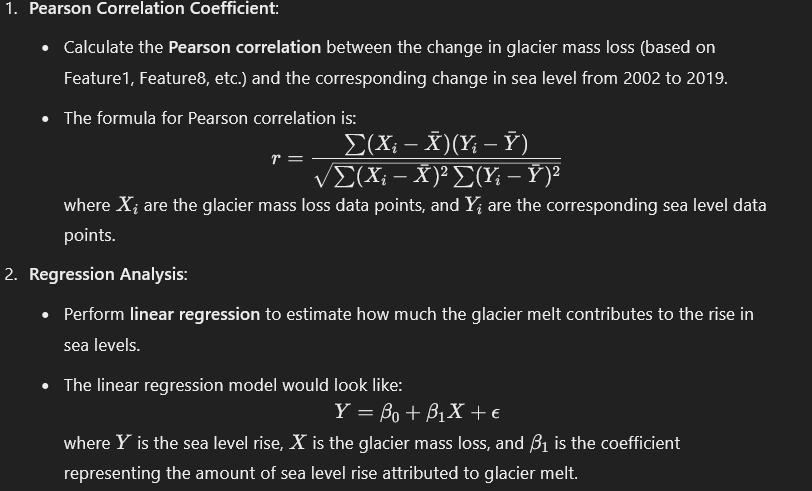 1. Pearson Correlation Coefficient:
• Calculate the Pearson correlation between the change in glacier mass loss (based on
Feature1, Feature8, etc.) and the corresponding change in sea level from 2002 to 2019.
• The formula for Pearson correlation is:
r = ∑(Xᵢ − X̄)(Yᵢ − Ȳ) / √∑(Xᵢ − X̄)² ∑(Yᵢ − Ȳ)²
where Xᵢ are the glacier mass loss data points, and Yᵢ are the corresponding sea level data
points.
2. Regression Analysis:
• Perform linear regression to estimate how much the glacier melt contributes to the rise in
sea levels.
• The linear regression model would look like:
Y = β₀ + β₁X + ϵ
where Y is the sea level rise, X is the glacier mass loss, and β₁ is the coefficient
representing the amount of sea level rise attributed to glacier melt.